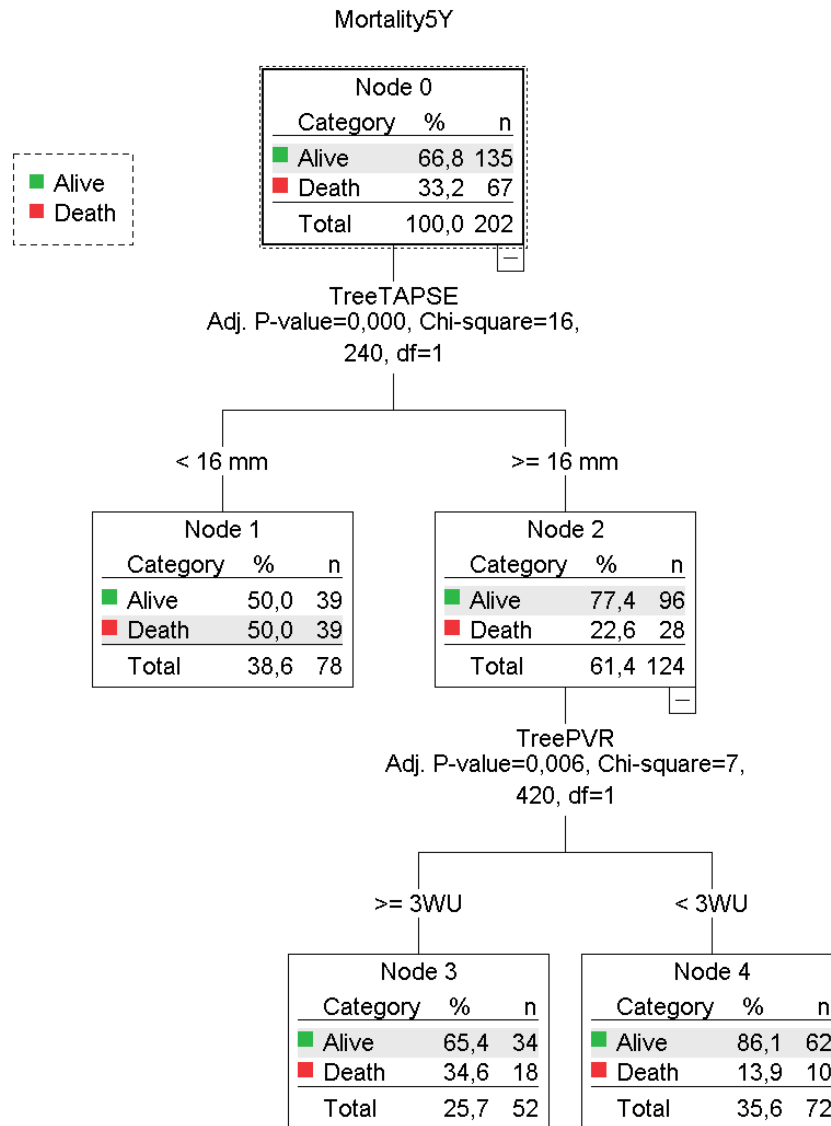 Mortality5Y
Node 0
Category % n
Alive 66,8 135
Death 33,2 67
Total 100,0 202
Alive
Death
TreeTAPSE
Adj. P-value=0,000, Chi-square=16,
240, df=1
< 16 mm
>= 16 mm
Node 1
Category % n
Alive 50,0 39
Death 50,0 39
Total 38,6 78
Node 2
Category % n
Alive 77,4 96
Death 22,6 28
Total 61,4 124
TreePVR
Adj. P-value=0,006, Chi-square=7,
420, df=1
>= 3WU
< 3WU
Node 3
Category % n
Alive 65,4 34
Death 34,6 18
Total 25,7 52
Node 4
Category % n
Alive 86,1 62
Death 13,9 10
Total 35,6 72